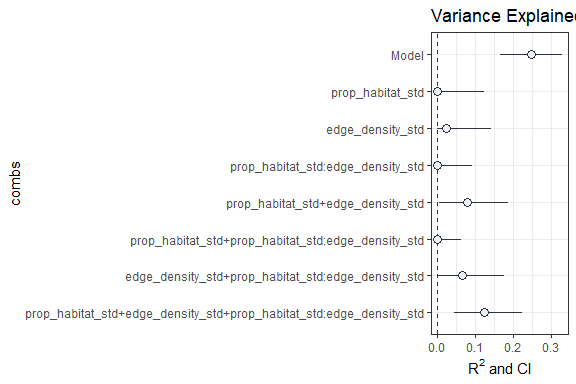 Variance Explaine
Model
prop_habitat_std
edge_density_std
prop_habitat_std:edge_density_std
prop_habitat_std+edge_density_std
prop_habitat_std+prop_habitat_std:edge_density_std
edge_density_std+prop_habitat_std:edge_density_std
prop_habitat_std+edge_density_std+prop_habitat_std:edge_density_std
combs
0.0 0.1 0.2 0.3
R² and CI